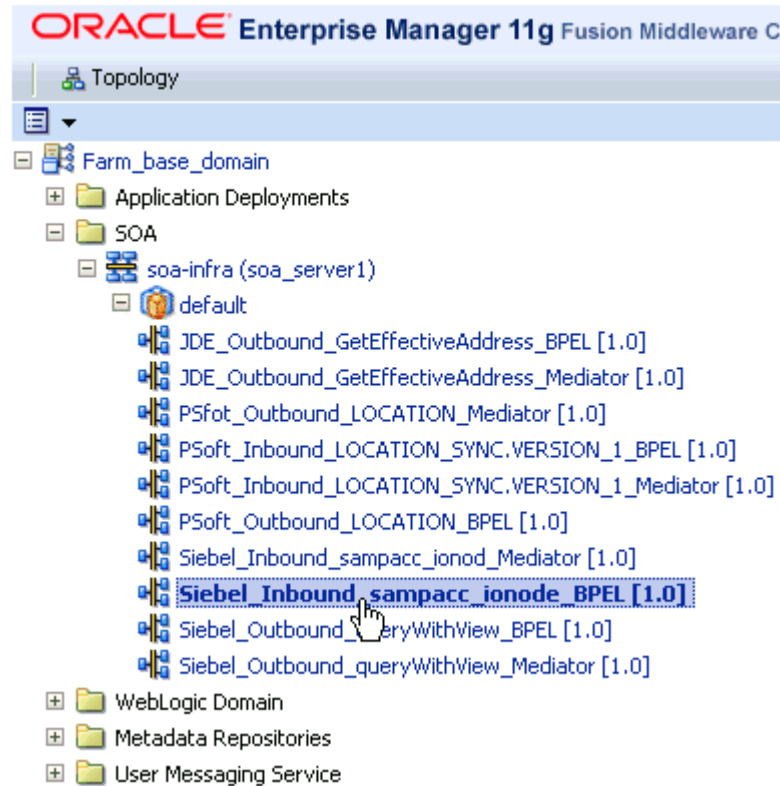 ORACLE Enterprise Manager 11g Fusion Middleware C
Topology
Farm_base_domain
Application Deployments
SOA
soa-infra (soa_server1)
default
JDE_Outbound_GetEffectiveAddress_BPEL [1.0]
JDE_Outbound_GetEffectiveAddress_Mediator [1.0]
PSfot_Outbound_LOCATION_Mediator [1.0]
PSoft_Inbound_LOCATION_SYNC.VERSION_1_BPEL [1.0]
PSoft_Inbound_LOCATION_SYNC.VERSION_1_Mediator [1.0]
PSoft_Outbound_LOCATION_BPEL [1.0]
Siebel_Inbound_sampacc_ionod_Mediator [1.0]
Siebel_Inbound_sampacc_ionode_BPEL [1.0]
Siebel_Outbound_queryWithView_BPEL [1.0]
Siebel_Outbound_queryWithView_Mediator [1.0]
WebLogic Domain
Metadata Repositories
User Messaging Service